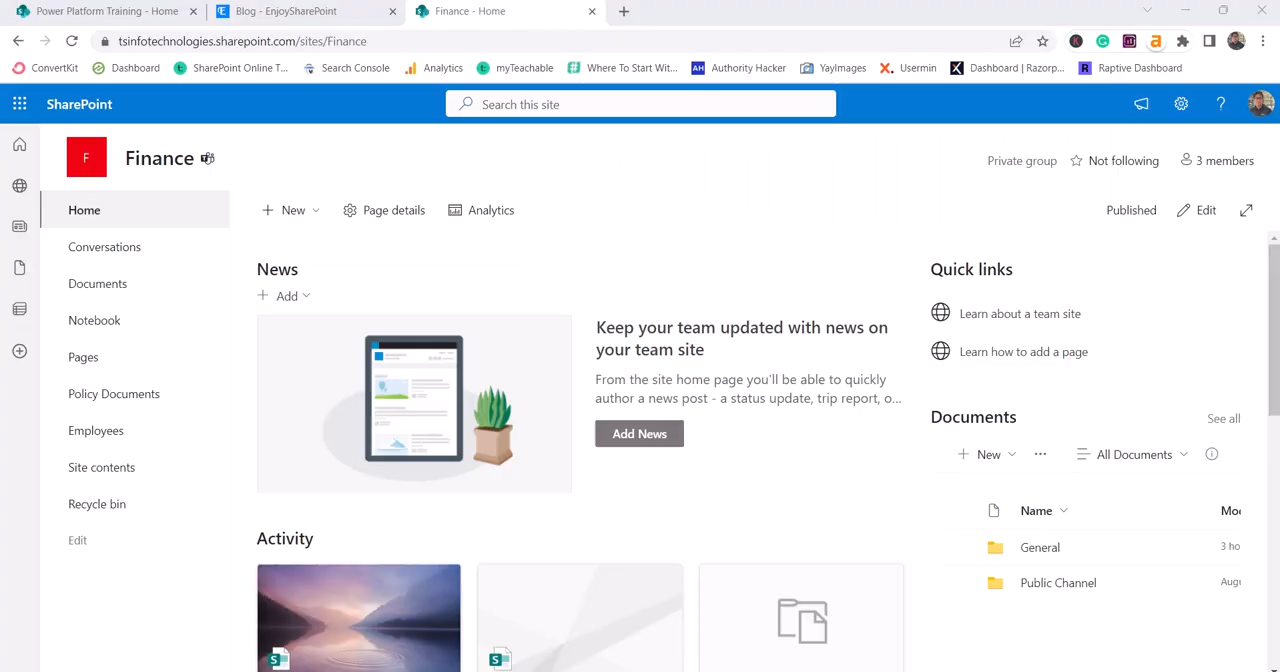 Power Platform Training - Home
Blog - EnjoySharePoint
Finance - Home
tsinfotechnologies.sharepoint.com/sites/Finance
ConvertKit
Dashboard
SharePoint Online T...
Search Console
Analytics
myTeachable
Where To Start Wit...
AH
Authority Hacker
YayImages
Usermin
Dashboard | Razorp...
R
Raptive Dashboard
SharePoint
Search this site
F
Finance
Private group
Not following
3 members
Home
New
Page details
Analytics
Published
Edit
Conversations
Documents
Notebook
Pages
Policy Documents
Employees
Site contents
Recycle bin
Edit
News
Add
Keep your team updated with news on
your team site
From the site home page you'll be able to quickly
author a news post - a status update, trip report, o...
Add News
Activity
Quick links
Learn about a team site
Learn how to add a page
Documents
See all
New
All Documents
Name
General
3 ho
Public Channel